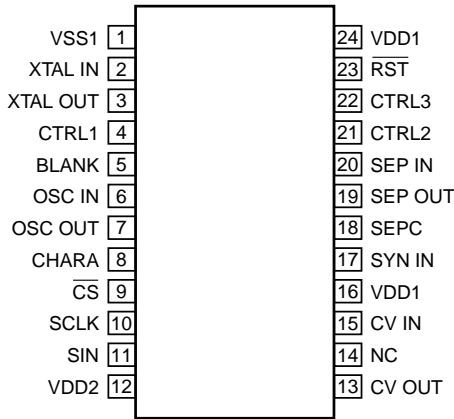 VSS1 1 24 VDD1
XTAL IN 2 23 R̅S̅T̅
XTAL OUT 3 22 CTRL3
CTRL1 4 21 CTRL2
BLANK 5 20 SEP IN
OSC IN 6 19 SEP OUT
OSC OUT 7 18 SEPC
CHARA 8 17 SYN IN
C̅S̅ 9 16 VDD1
SCLK 10 15 CV IN
SIN 11 14 NC
VDD2 12 13 CV OUT